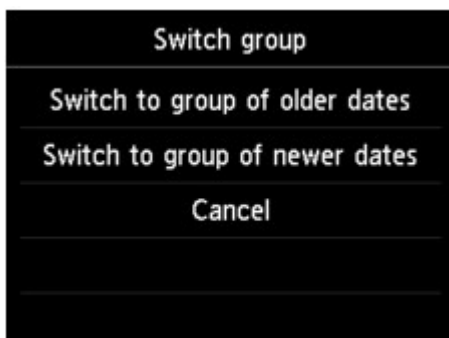 Switch group
Switch to group of older dates
Switch to group of newer dates
Cancel